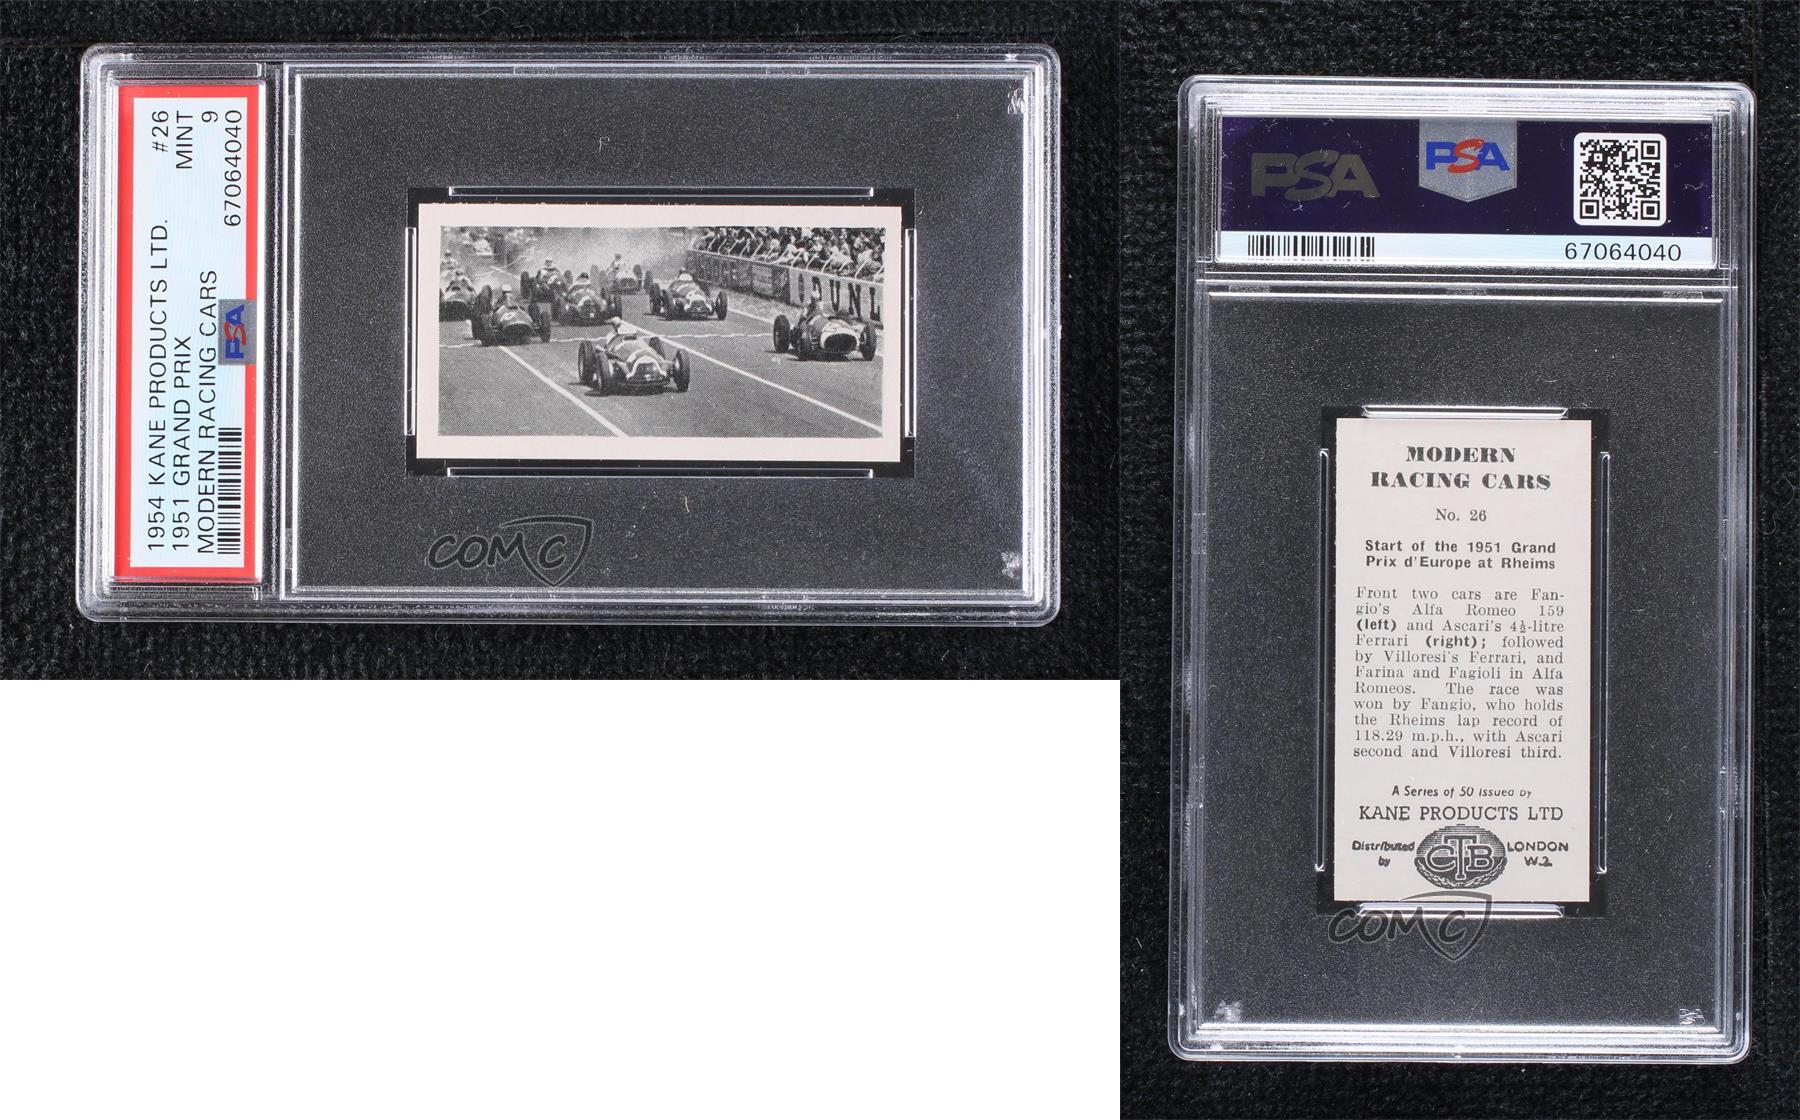 1954 KANE PRODUCTS LTD. #26
1951 GRAND PRIX MINT
MODERN RACING CARS 9
67064040
PSA
DUNL
COMC
PSA
PSA
67064040
MODERN
RACING CARS
No. 26
Start of the 1951 Grand
Prix d'Europe at Rheims
Front two cars are Fan-
gio's Alfa Romeo 159
(left) and Ascari's 4½-litre
Ferrari (right); followed
by Villoresi's Ferrari, and
Farina and Fagioli in Alfa
Romeos. The race was
won by Fangio, who holds
the Rheims lap record of
118.29 m.p.h., with Ascari
second and Villoresi third.
A Series of 50 issued by
KANE PRODUCTS LTD
Distributed by CTB LONDON W.2
COMC